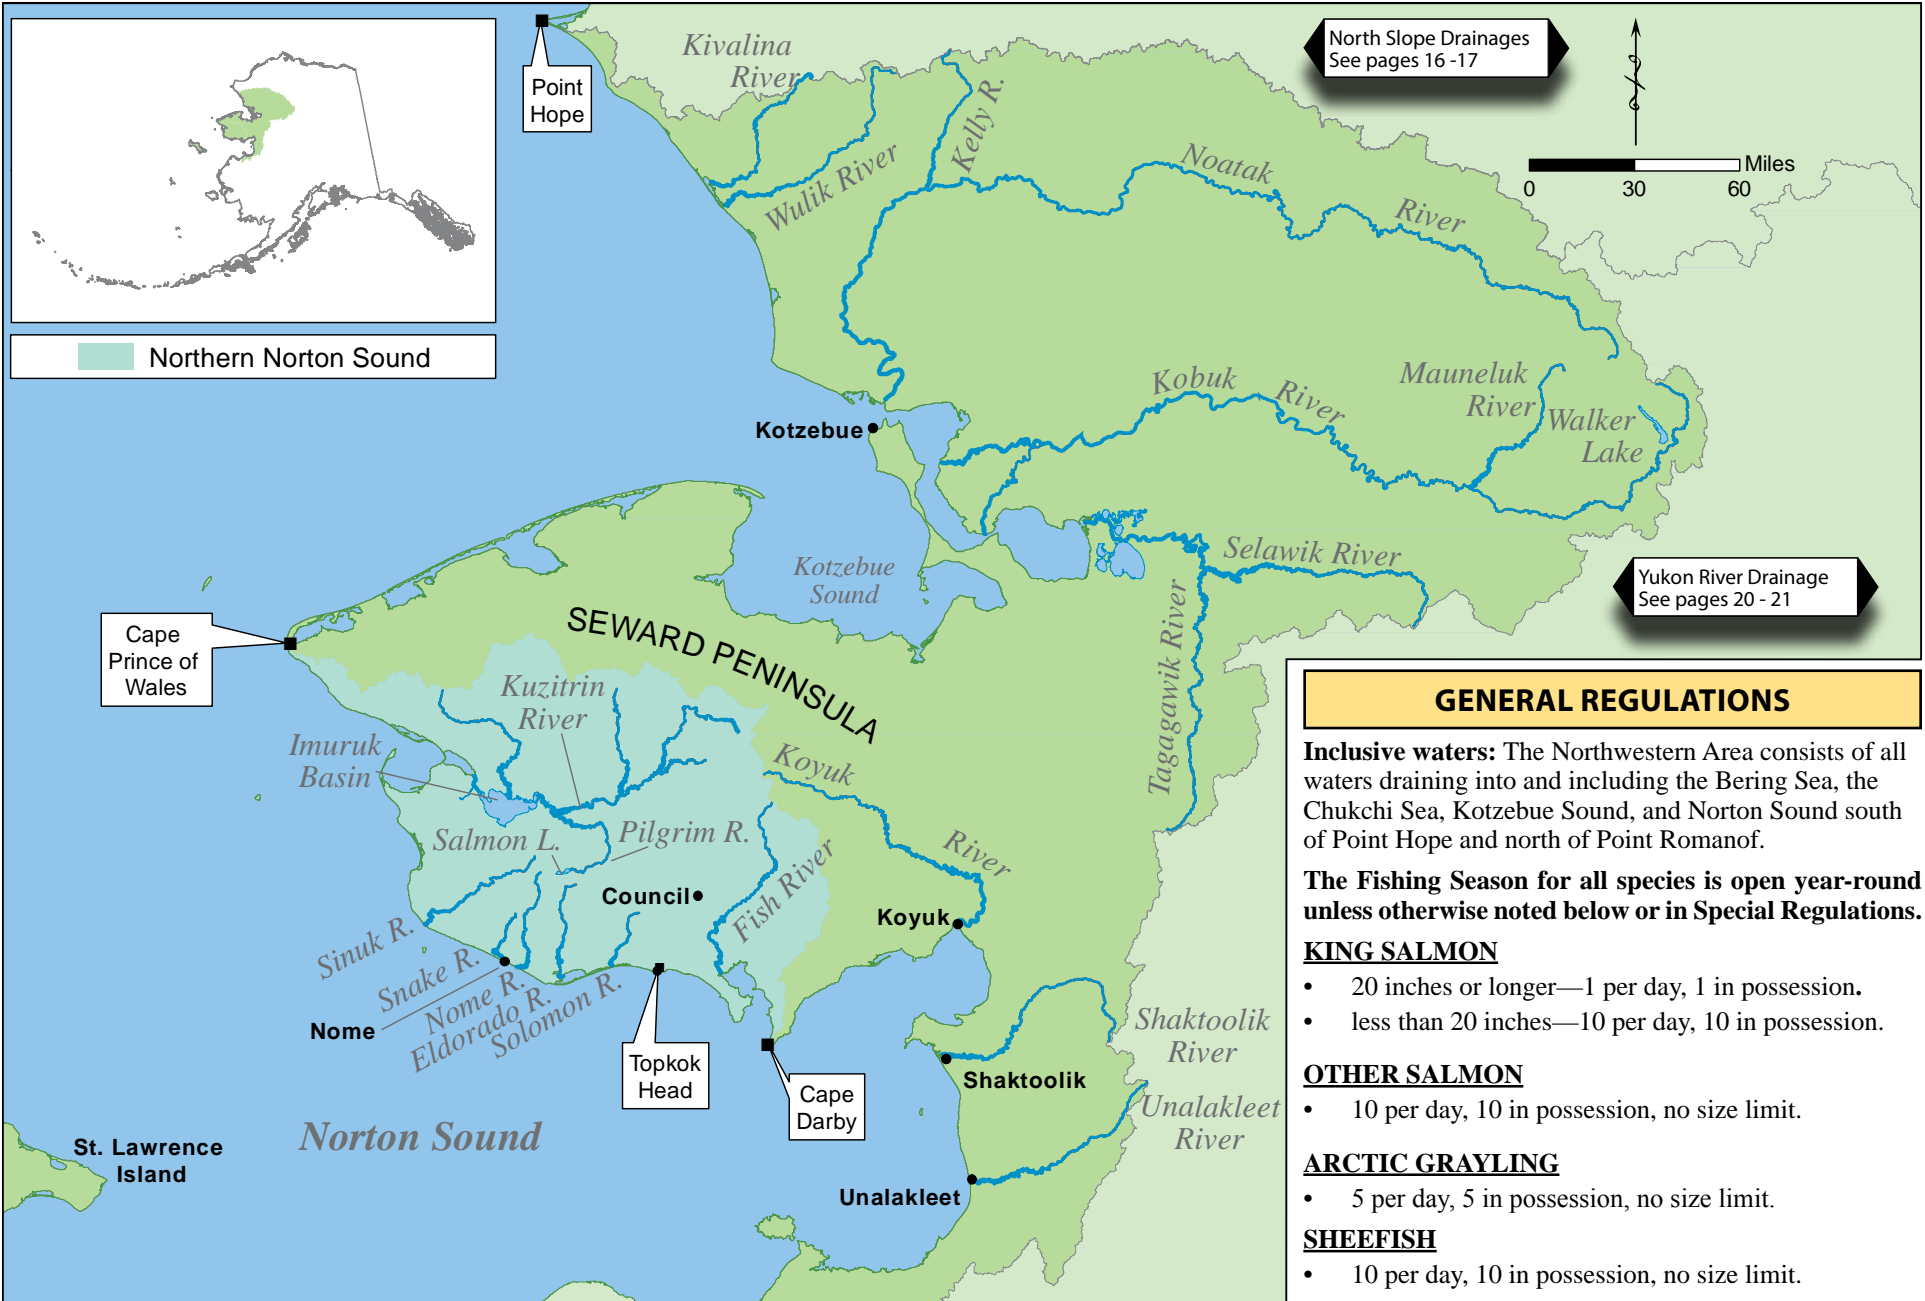 Kivalina
River
Point
Hope
Kelly R.
Wulik River
Noatak
River
North Slope Drainages
See pages 16 -17
Miles
0 30 60
Northern Norton Sound
Kotzebue
Kobuk
River
Mauneluk
River
Walker
Lake
Kotzebue
Sound
Selawik River
Tagagawik River
Yukon River Drainage
See pages 20 - 21
Cape
Prince of
Wales
SEWARD PENINSULA
Kuzitrin
River
Imuruk
Basin
Koyuk
River
Salmon L.
Pilgrim R.
Council
Fish River
Koyuk
Sinuk R.
Snake R.
Nome R.
Eldorado R.
Solomon R.
Nome
Topkok
Head
Cape
Darby
Shaktoolik
River
Shaktoolik
Unalakleet
River
Unalakleet
Norton Sound
St. Lawrence
Island
GENERAL REGULATIONS
Inclusive waters: The Northwestern Area consists of all
waters draining into and including the Bering Sea, the
Chukchi Sea, Kotzebue Sound, and Norton Sound south
of Point Hope and north of Point Romanof.
The Fishing Season for all species is open year-round
unless otherwise noted below or in Special Regulations.
KING SALMON
• 20 inches or longer—1 per day, 1 in possession.
• less than 20 inches—10 per day, 10 in possession.
OTHER SALMON
• 10 per day, 10 in possession, no size limit.
ARCTIC GRAYLING
• 5 per day, 5 in possession, no size limit.
SHEEFISH
• 10 per day, 10 in possession, no size limit.